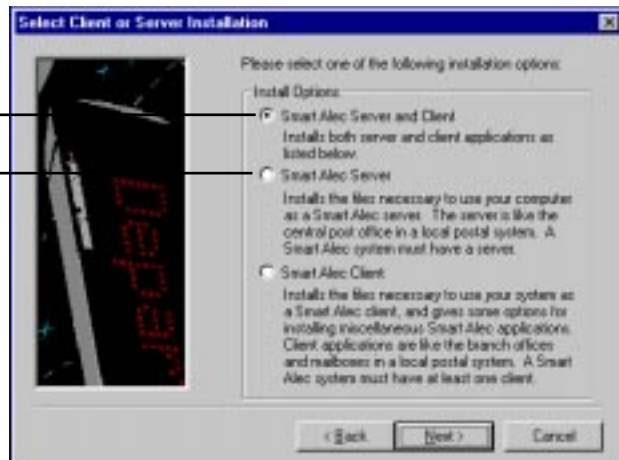 Select Client or Server Installation
Please select one of the following installation options:
Install Options
Smart Alec Server and Client
Installs both server and client applications as
listed below.
Smart Alec Server
Installs the files necessary to use your computer
as a Smart Alec server. The server is like the
central post office in a local postal system. A
Smart Alec system must have a server.
Smart Alec Client
Installs the files necessary to use your system as
a Smart Alec client, and gives some options for
installing miscellaneous Smart Alec applications.
Client applications are like the branch offices
and mailboxes in a local postal system. A Smart
Alec system must have at least one client.
< Back
Next >
Cancel